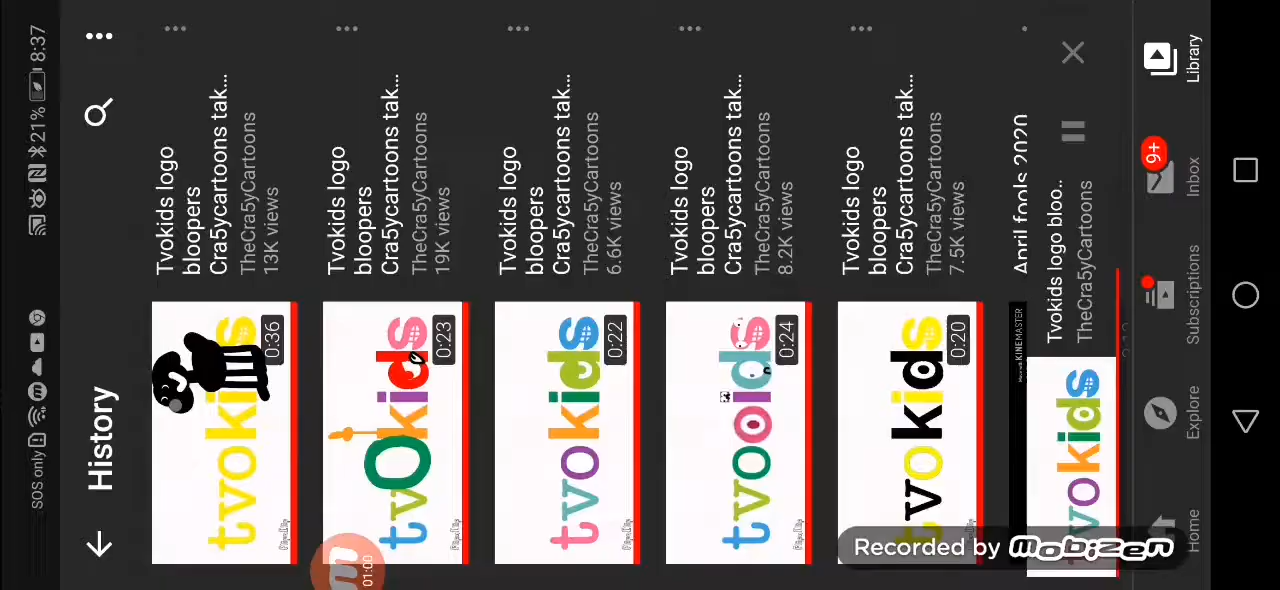 SOS only
21% 8:37
History
tvokids
0:36
Tvokids logo
bloopers
Cra5ycartoons tak...
TheCra5yCartoons
13K views
tvokids
0:23
Tvokids logo
bloopers
Cra5ycartoons tak...
TheCra5yCartoons
19K views
tvokids
0:22
Tvokids logo
bloopers
Cra5ycartoons tak...
TheCra5yCartoons
6.6K views
tvooids
0:24
Tvokids logo
bloopers
Cra5ycartoons tak...
TheCra5yCartoons
8.2K views
tvokids
0:20
Tvokids logo
bloopers
Cra5ycartoons tak...
TheCra5yCartoons
7.5K views
KINEMASTER
April fools 2020
tvokids
Tvokids logo bloo..
TheCra5yCartoons
Home
Explore
Subscriptions
9+
Inbox
Library
m
01:00
Recorded by Mobizen